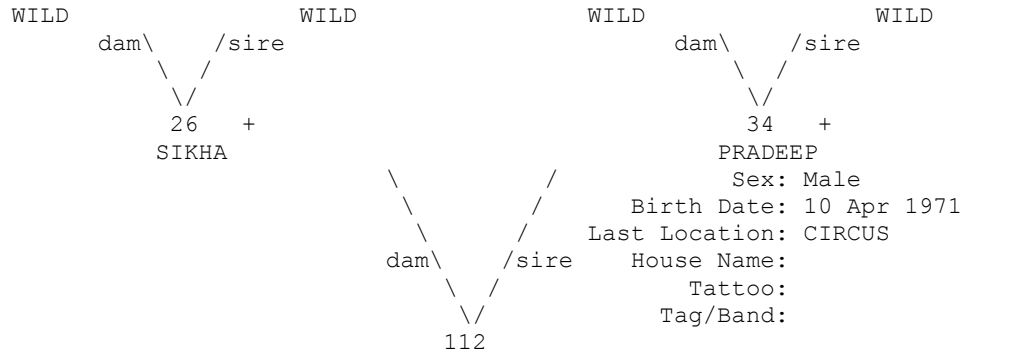 WILD WILD WILD WILD
dam\ /sire dam\ /sire
\ / \ /
\/ \/
26 + 34 +
SIKHA PRADEEP
\ / Sex: Male
\ / Birth Date: 10 Apr 1971
\ / Last Location: CIRCUS
dam\ /sire House Name:
\ / Tattoo:
\/ Tag/Band:
112